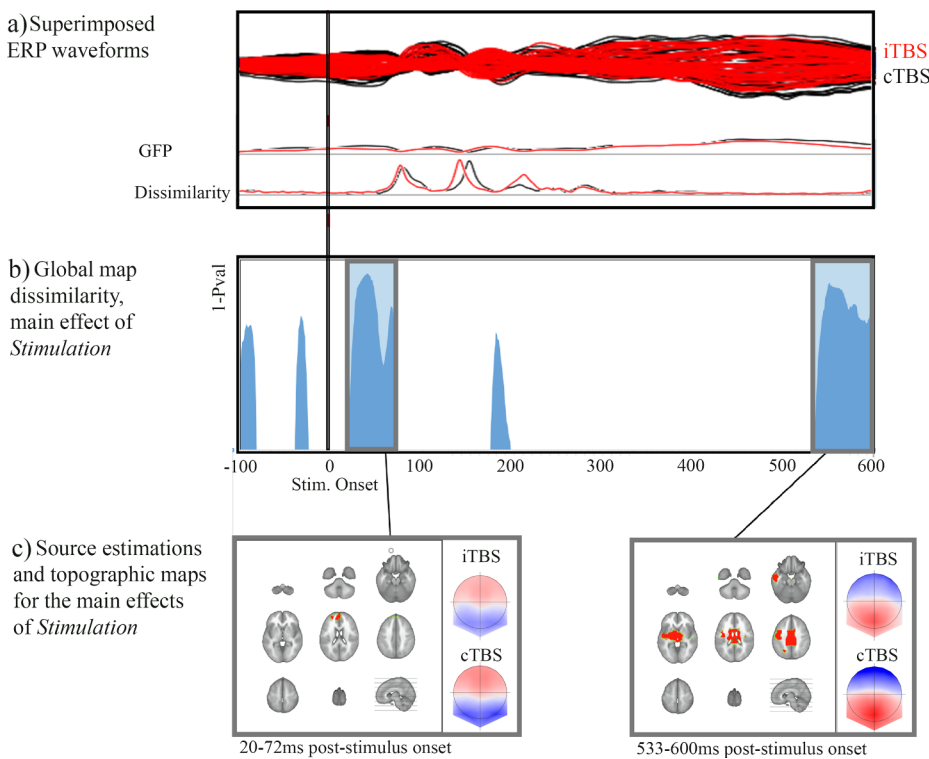 a) Superimposed
ERP waveforms
iTBS
cTBS
GFP
Dissimilarity
b) Global map
dissimilarity,
main effect of
Stimulation
1-Pval
-100 0 100 200 300 400 500 600
Stim. Onset
c) Source estimations
and topographic maps
for the main effects
of Stimulation
iTBS
cTBS
20-72ms post-stimulus onset
iTBS
cTBS
533-600ms post-stimulus onset